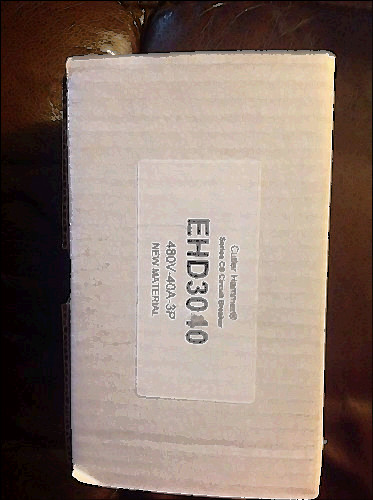 Cutler Hammer®
Series C® Circuit Breaker
EHD3040
480V-40A-3P
NEW MATERIAL